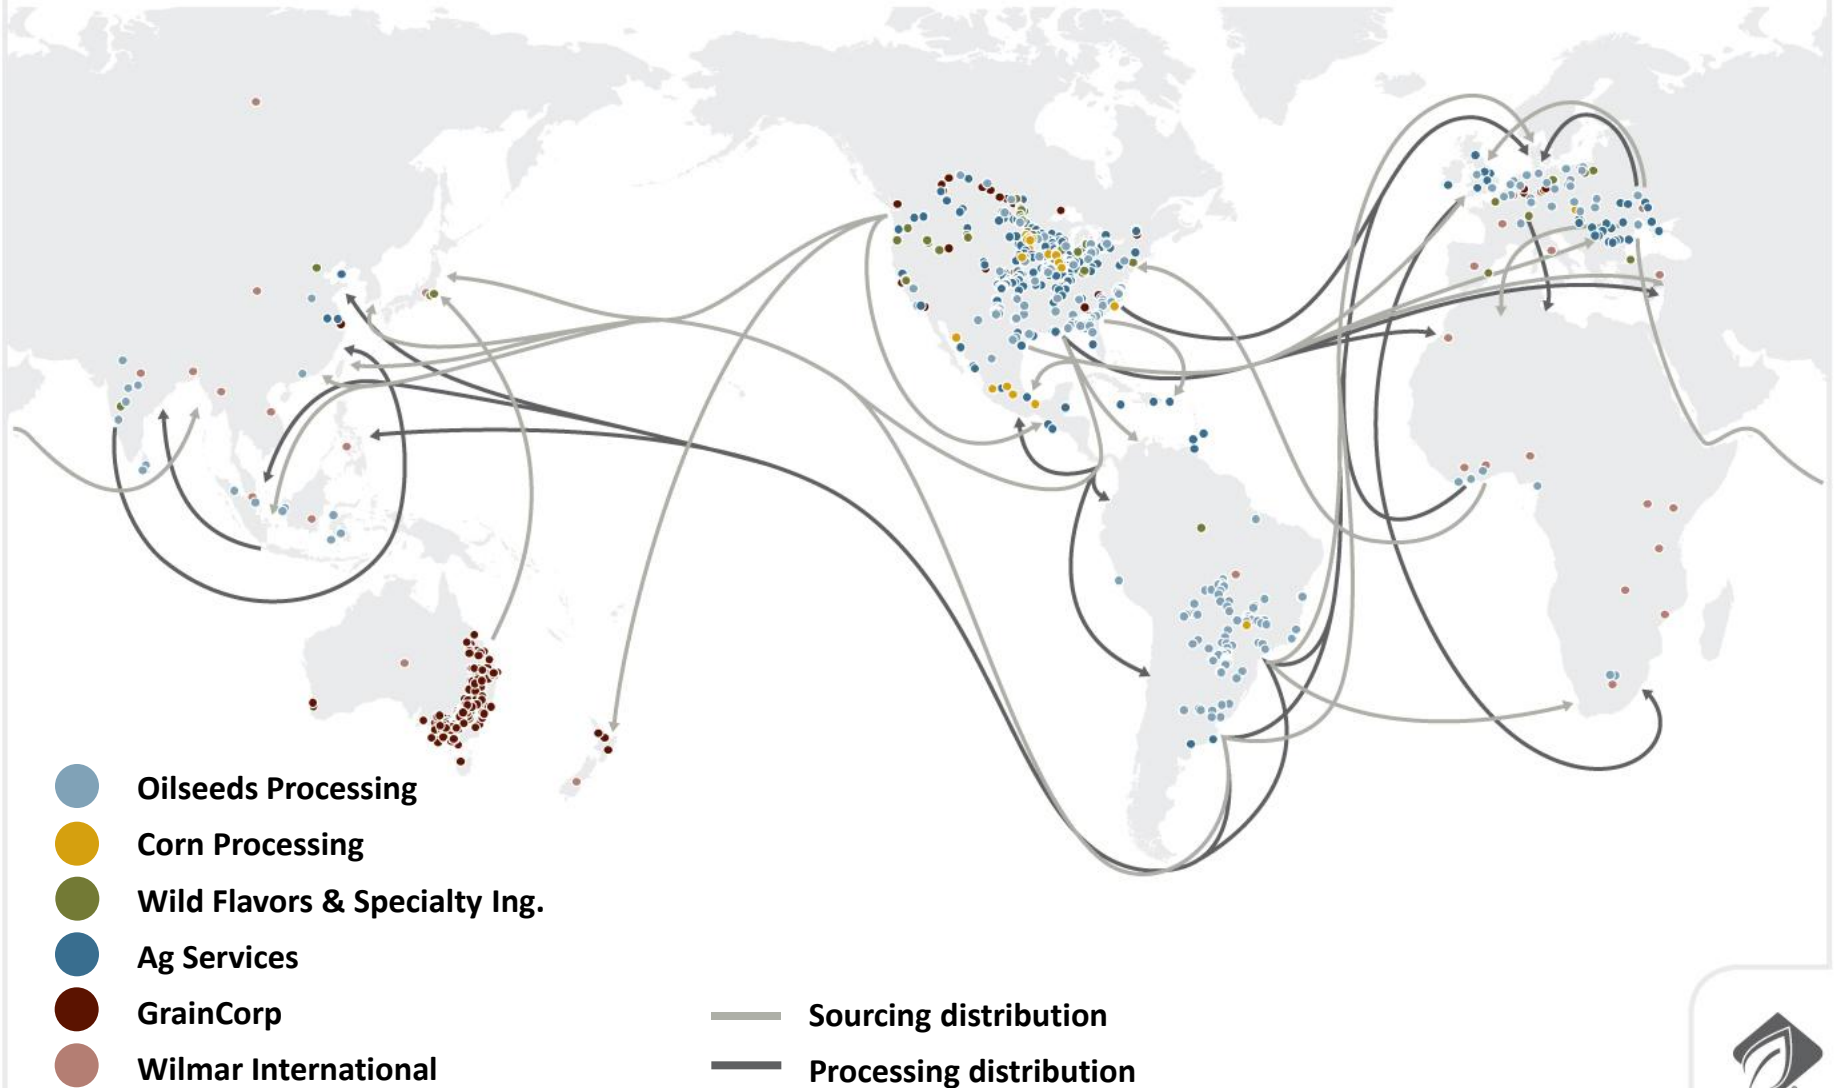 Oilseeds Processing
Corn Processing
Wild Flavors & Specialty Ing.
Ag Services
GrainCorp
Wilmar International
Sourcing distribution
Processing distribution